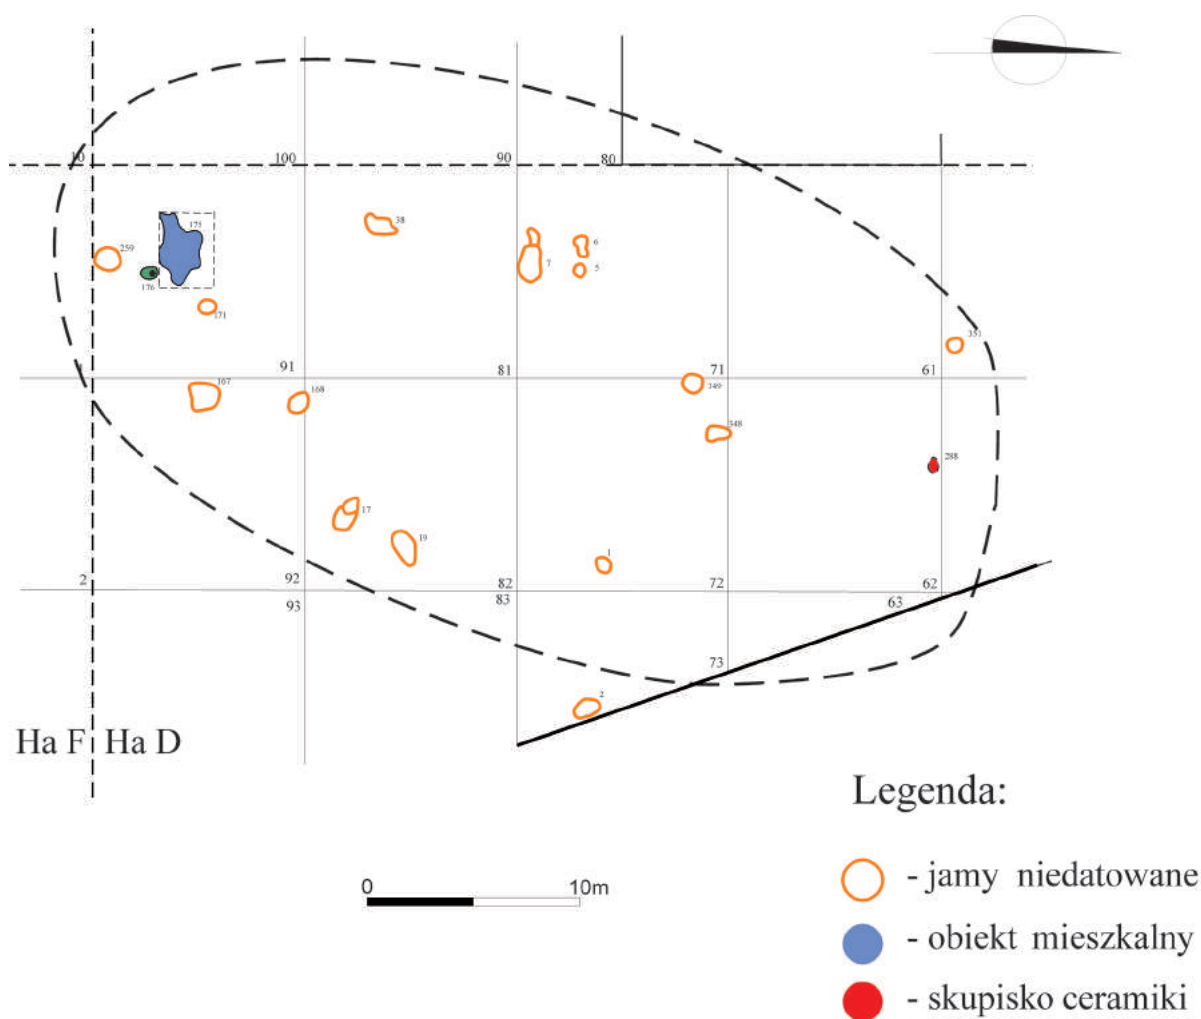 10 100 90 80
175
38
6
259
7
5
176
171
351
1 91 81 71 61
167
168
349
348
288
17
19
1
2 92 82 72 62
93 83 63
73
2
Ha F Ha D
Legenda:
0 10m
- jamy niedatowane
- obiekt mieszkalny
- skupisko ceramiki